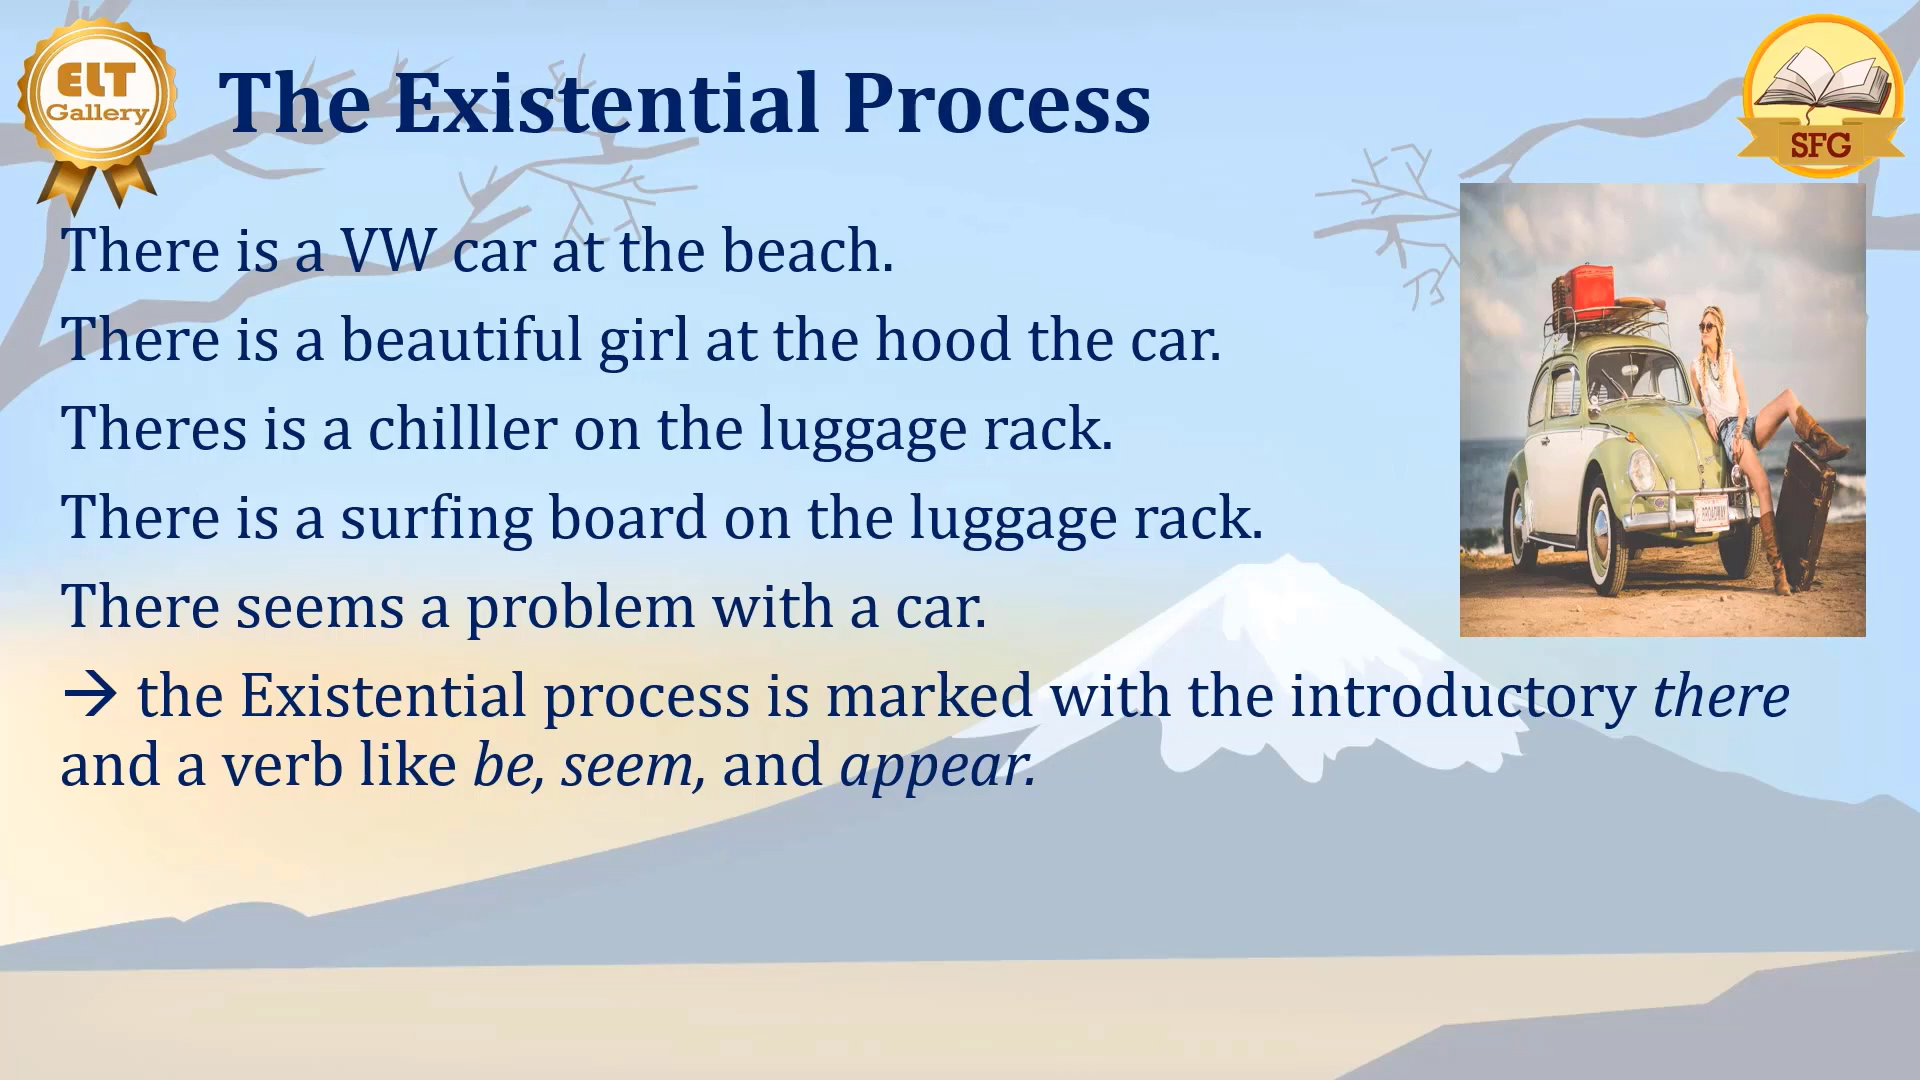 ELT
Gallery
The Existential Process
SFG
There is a VW car at the beach.
There is a beautiful girl at the hood the car.
Theres is a chilller on the luggage rack.
There is a surfing board on the luggage rack.
There seems a problem with a car.
→ the Existential process is marked with the introductory there
and a verb like be, seem, and appear.